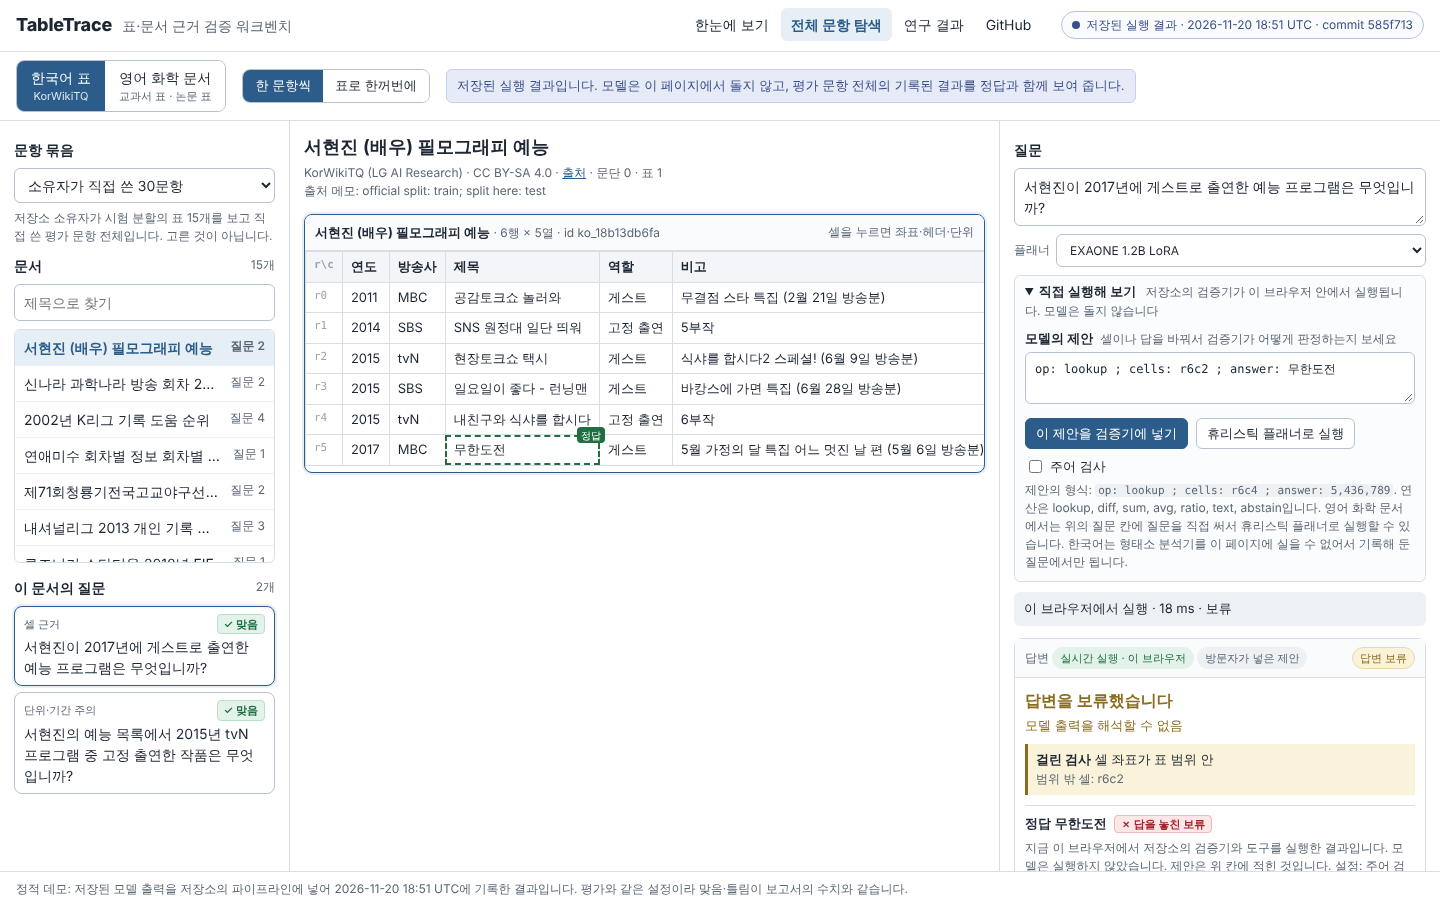 TableTrace 표·문서 근거 검증 워크벤치
한눈에 보기 전체 문항 탐색 연구 결과 GitHub
저장된 실행 결과 · 2026-11-20 18:51 UTC · commit 585f713
한국어 표
KorWikiTQ
영어 화학 문서
교과서 표 · 논문 표
한 문항씩 표로 한꺼번에
저장된 실행 결과입니다. 모델은 이 페이지에서 돌지 않고, 평가 문항 전체의 기록된 결과를 정답과 함께 보여 줍니다.
문항 묶음
소유자가 직접 쓴 30문항
저장소 소유자가 시험 분할의 표 15개를 보고 직
접 쓴 평가 문항 전체입니다. 고른 것이 아닙니다.
문서 15개
제목으로 찾기
서현진 (배우) 필모그래피 예능 질문 2
신나라 과학나라 방송 회차 2... 질문 2
2002년 K리그 기록 도움 순위 질문 4
연애미수 회차별 정보 회차별 ... 질문 1
제71회청룡기전국고교야구선... 질문 2
내셔널리그 2013 개인 기록 ... 질문 3
질문 1
이 문서의 질문 2개
셀 근거 ✓ 맞음
서현진이 2017년에 게스트로 출연한
예능 프로그램은 무엇입니까?
단위·기간 주의 ✓ 맞음
서현진의 예능 목록에서 2015년 tvN
프로그램 중 고정 출연한 작품은 무엇
입니까?
서현진 (배우) 필모그래피 예능
KorWikiTQ (LG AI Research) · CC BY-SA 4.0 · 출처 · 문단 0 · 표 1
출처 메모: official split: train; split here: test
서현진 (배우) 필모그래피 예능 · 6행 × 5열 · id ko_18b13db6fa 셀을 누르면 좌표·헤더·단위
r\c 연도 방송사 제목 역할 비고
r0 2011 MBC 공감토크쇼 놀러와 게스트 무결점 스타 특집 (2월 21일 방송분)
r1 2014 SBS SNS 원정대 일단 띄워 고정 출연 5부작
r2 2015 tvN 현장토크쇼 택시 게스트 식샤를 합시다2 스페셜! (6월 9일 방송분)
r3 2015 SBS 일요일이 좋다 - 런닝맨 게스트 바캉스에 가면 특집 (6월 28일 방송분)
r4 2015 tvN 내친구와 식샤를 합시다 고정 출연 6부작
정답
r5 2017 MBC 무한도전 게스트 5월 가정의 달 특집 어느 멋진 날 편 (5월 6일 방송분)
질문
서현진이 2017년에 게스트로 출연한 예능 프로그램은 무엇입니
까?
플래너 EXAONE 1.2B LoRA
▼ 직접 실행해 보기 저장소의 검증기가 이 브라우저 안에서 실행됩니
다. 모델은 돌지 않습니다
모델의 제안 셀이나 답을 바꿔서 검증기가 어떻게 판정하는지 보세요
op: lookup ; cells: r6c2 ; answer: 무한도전
이 제안을 검증기에 넣기 휴리스틱 플래너로 실행
주어 검사
제안의 형식: op: lookup ; cells: r6c4 ; answer: 5,436,789. 연
산은 lookup, diff, sum, avg, ratio, text, abstain입니다. 영어 화학 문서
에서는 위의 질문 칸에 질문을 직접 써서 휴리스틱 플래너로 실행할 수 있
습니다. 한국어는 형태소 분석기를 이 페이지에 실을 수 없어서 기록해 둔
질문에서만 됩니다.
이 브라우저에서 실행 · 18 ms · 보류
답변 실시간 실행 · 이 브라우저 방문자가 넣은 제안 답변 보류
답변을 보류했습니다
모델 출력을 해석할 수 없음
걸린 검사 셀 좌표가 표 범위 안
범위 밖 셀: r6c2
정답 무한도전 × 답을 놓친 보류
지금 이 브라우저에서 저장소의 검증기와 도구를 실행한 결과입니다. 모
델은 실행하지 않았습니다. 제안은 위 칸에 적힌 것입니다. 설정: 주어 검
정적 데모: 저장된 모델 출력을 저장소의 파이프라인에 넣어 2026-11-20 18:51 UTC에 기록한 결과입니다. 평가와 같은 설정이라 맞음·틀림이 보고서의 수치와 같습니다.